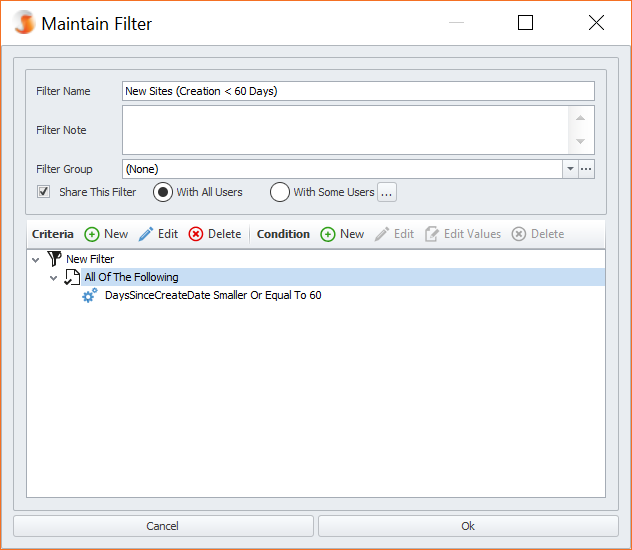 Maintain Filter
Filter Name New Sites (Creation < 60 Days)
Filter Note
Filter Group (None) ...
Share This Filter With All Users With Some Users ...
Criteria New Edit Delete Condition New Edit Edit Values Delete
New Filter
All Of The Following
DaysSinceCreateDate Smaller Or Equal To 60
Cancel Ok